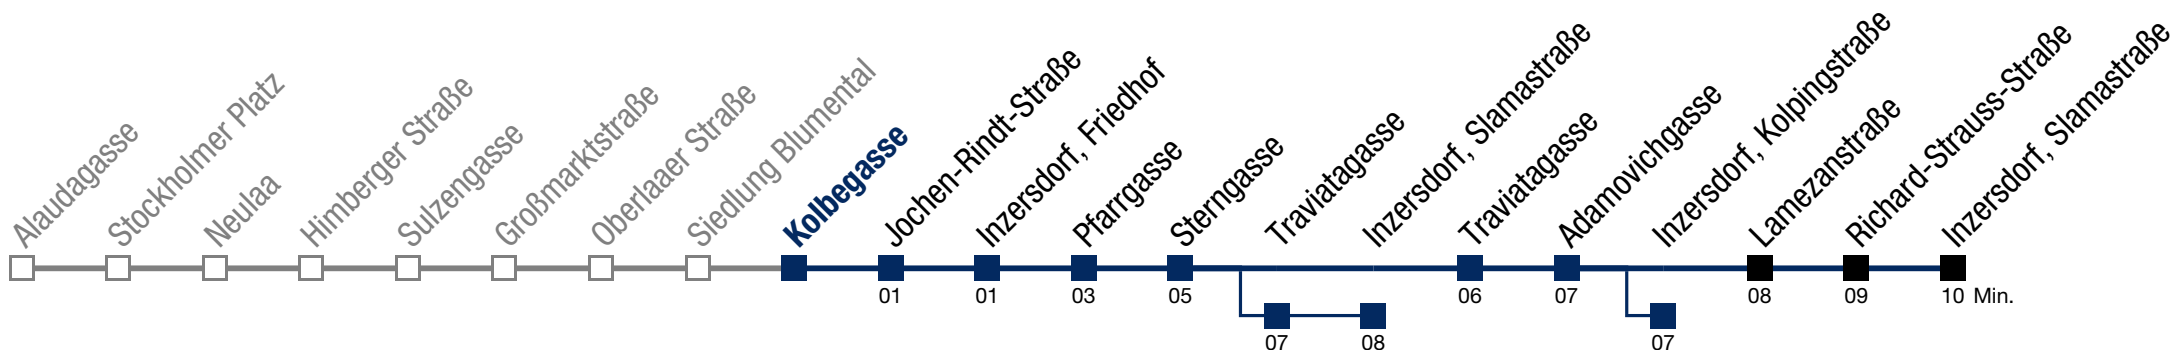 Alaudagasse
Stockholmer Platz
Neulaa
Himberger Straße
Sulzengasse
Großmarktstraße
Oberlaaer Straße
Siedlung Blumental
Kolbegasse
Jochen-Rindt-Straße
Inzersdorf, Friedhof
Pfarrgasse
Sterngasse
Traviatagasse
Inzersdorf, Slamastraße
Traviatagasse
Adamovichgasse
Inzersdorf, Kolpingstraße
Lamezanstraße
Richard-Strauss-Straße
Inzersdorf, Slamastraße
01 01 03 05 06 07 08 09 10 Min.
07 08 07